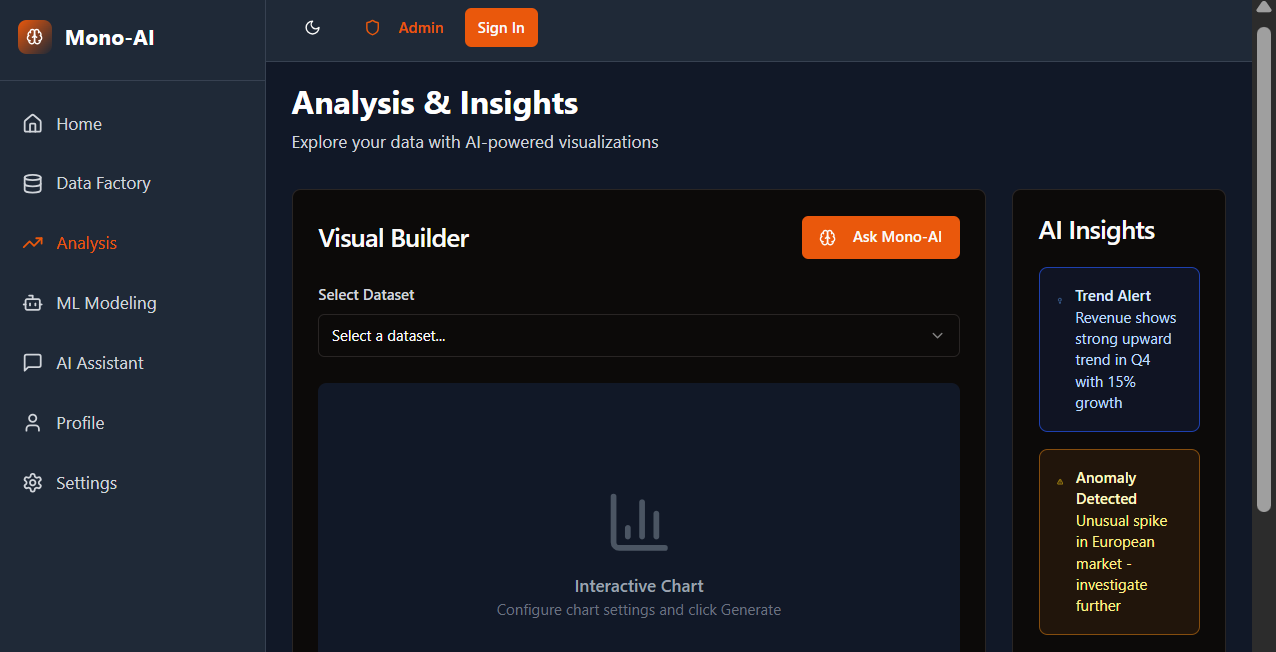 Mono-AI
Home
Data Factory
Analysis
ML Modeling
AI Assistant
Profile
Settings
Admin
Sign In
Analysis & Insights
Explore your data with AI-powered visualizations
Visual Builder
Ask Mono-AI
Select Dataset
Select a dataset...
Interactive Chart
Configure chart settings and click Generate
AI Insights
Trend Alert
Revenue shows
strong upward
trend in Q4
with 15%
growth
Anomaly
Detected
Unusual spike
in European
market -
investigate
further